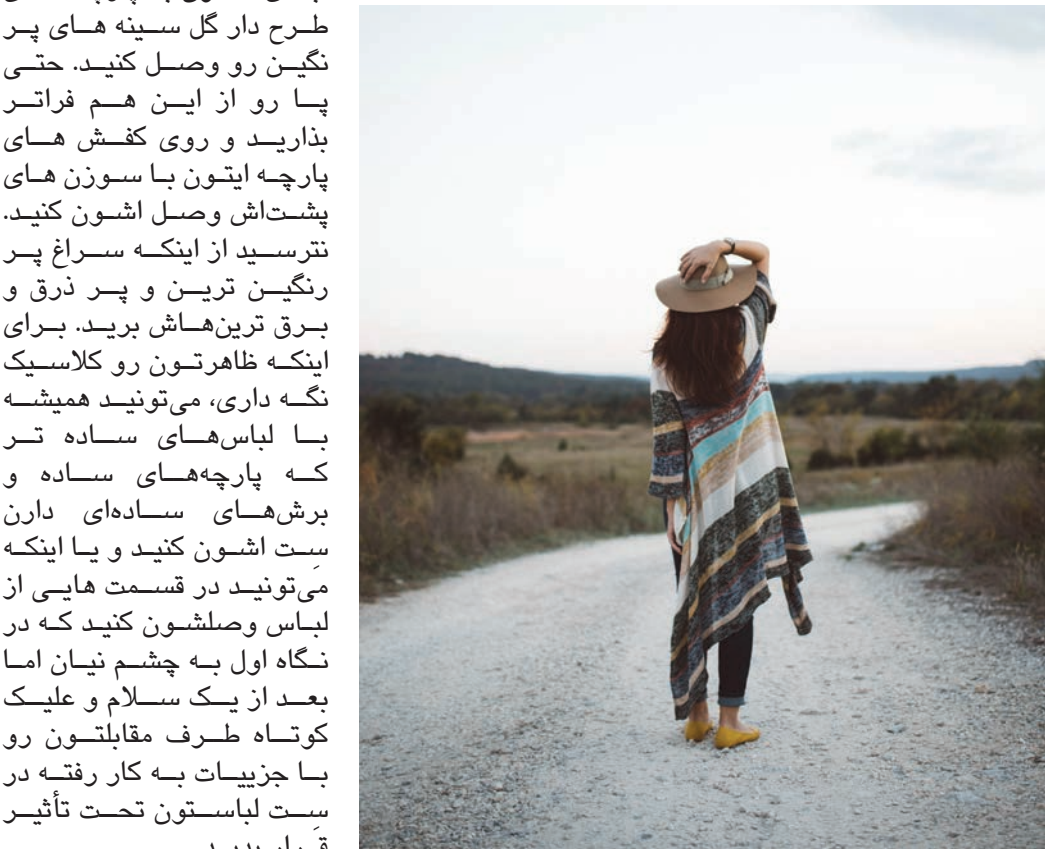 طرح دار گل سینه های پر
نگین رو وصل کنید. حتی
پا رو از این هم فراتر
بذارید و روی کفش های
پارچه ایتون با سوزن های
پشت‌اش وصل اشون کنید.
نترسید از اینکه سراغ پر
رنگین ترین و پر ذرق و
برق ترین‌هاش برید. برای
اینکه ظاهرتون رو کلاسیک
نگه داری، می‌تونید همیشه
با لباس‌های ساده تر
که پارچه‌های ساده و
برش‌های ساده‌ای دارن
سِت اشون کنید و یا اینکه
می‌تونید در قسمت هایی از
لباس وصلشون کنید که در
نگاه اول به چشم نیان اما
بعد از یک سلام و علیک
کوتاه طرف مقابلتون رو
با جزییات به کار رفته در
سِت لباستون تحت تأثیر